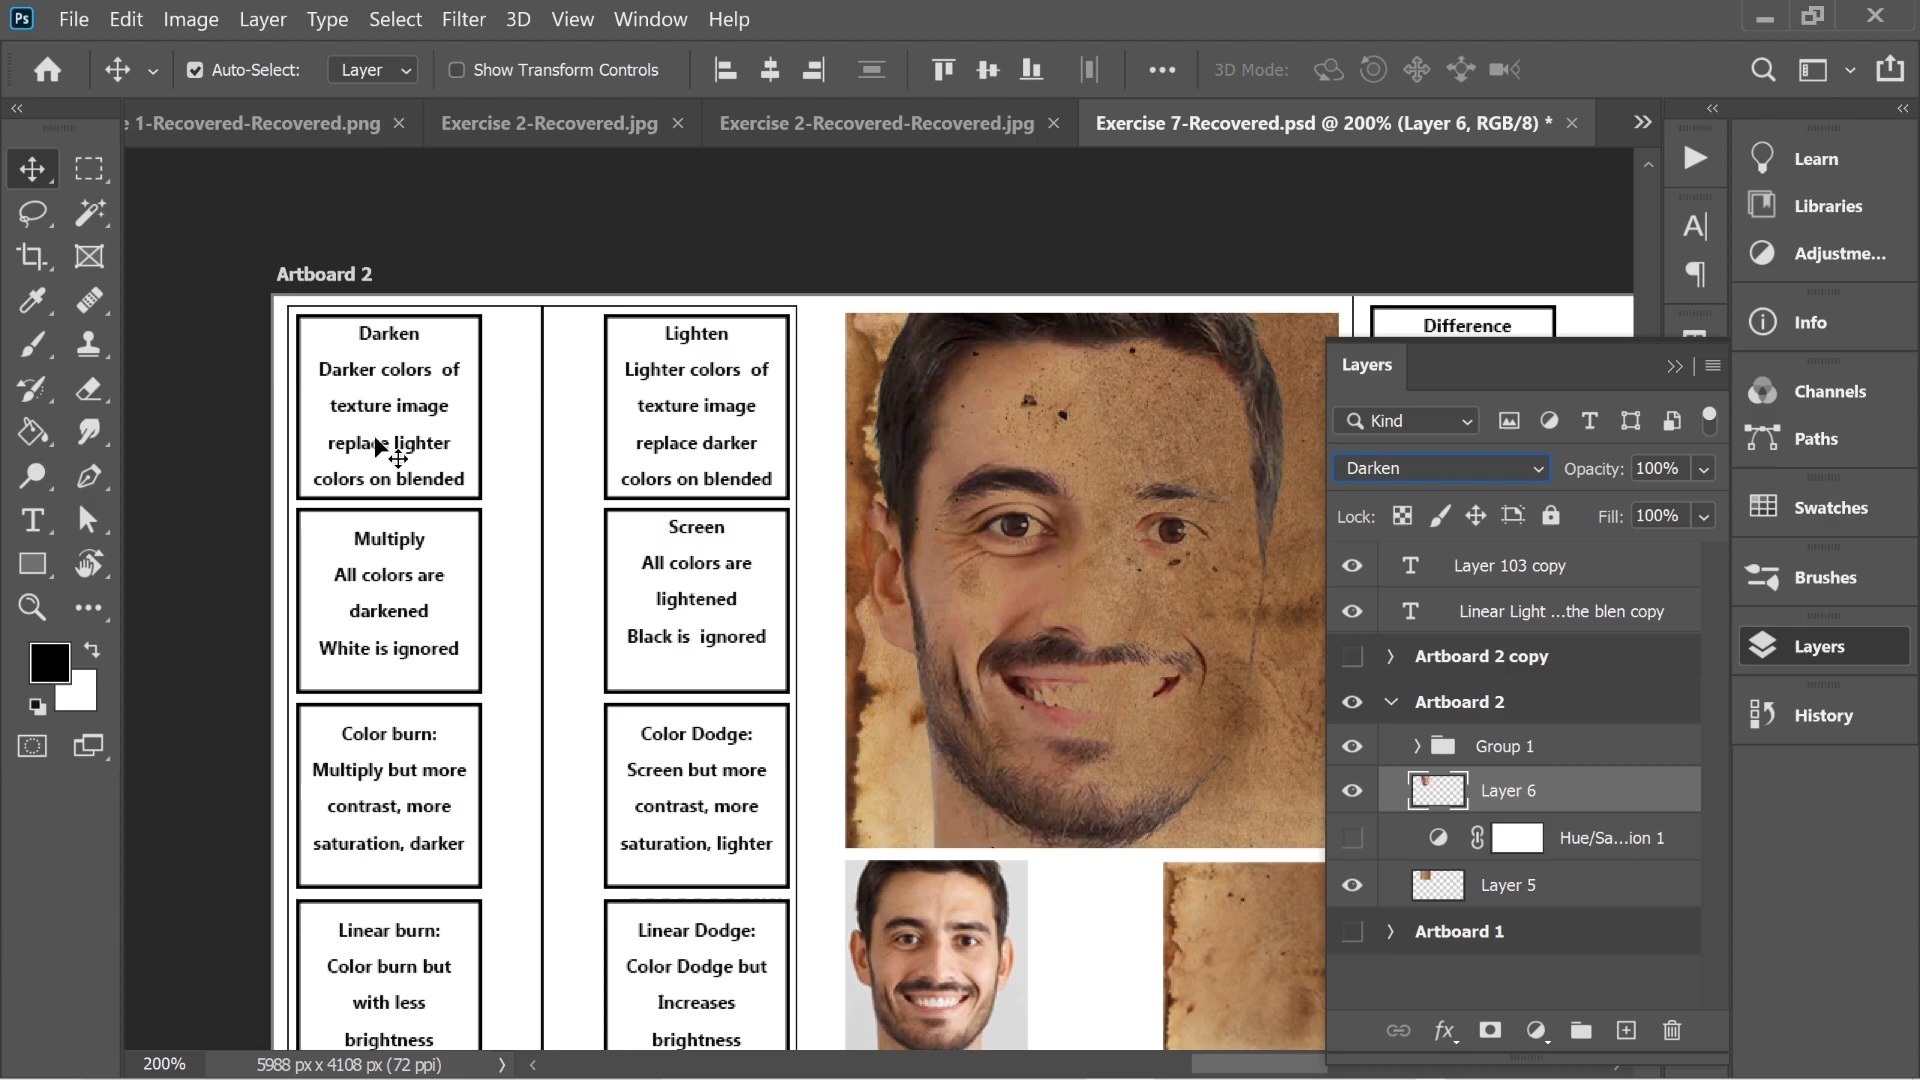 Ps File Edit Image Layer Type Select Filter 3D View Window Help
Auto-Select: Layer Show Transform Controls 3D Mode:
e 1-Recovered-Recovered.png × Exercise 2-Recovered.jpg × Exercise 2-Recovered-Recovered.jpg × Exercise 7-Recovered.psd @ 200% (Layer 6, RGB/8) * ×
Artboard 2
Darken
Darker colors of
texture image
replace lighter
colors on blended
Multiply
All colors are
darkened
White is ignored
Color burn:
Multiply but more
contrast, more
saturation, darker
Linear burn:
Color burn but
with less
brightness
Lighten
Lighter colors of
texture image
replace darker
colors on blended
Screen
All colors are
lightened
Black is ignored
Color Dodge:
Screen but more
contrast, more
saturation, lighter
Linear Dodge:
Color Dodge but
Increases
brightness
Difference
Layers
Kind
Darken Opacity: 100%
Lock: Fill: 100%
Layer 103 copy
Linear Light ...the blen copy
Artboard 2 copy
Artboard 2
Group 1
Layer 6
Hue/Sa...ion 1
Layer 5
Artboard 1
Learn
Libraries
Adjustme...
Info
Channels
Paths
Swatches
Brushes
Layers
History
200% 5988 px x 4108 px (72 ppi)